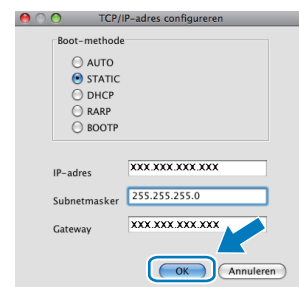 TCP/IP-adres configureren
Boot-methode
AUTO
STATIC
DHCP
RARP
BOOTP
IP-adres XXX.XXX.XXX.XXX
Subnetmasker 255.255.255.0
Gateway XXX.XXX.XXX.XXX
OK Annuleren